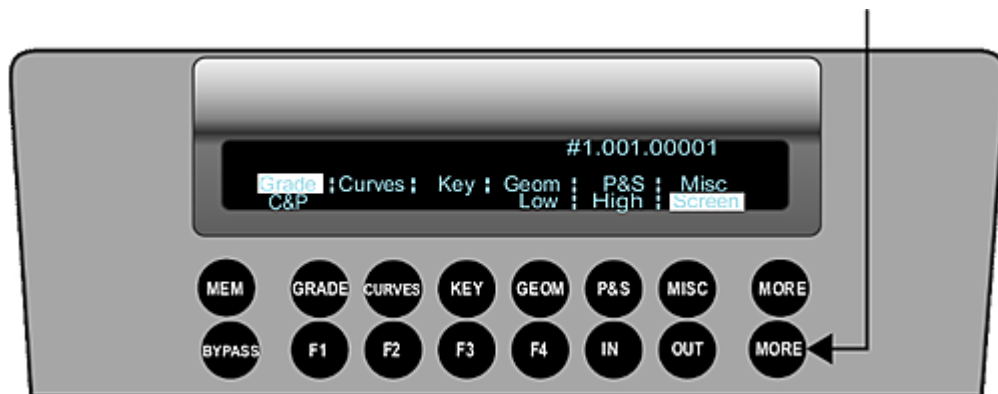 #1.001.00001
Grade ¦ Curves ¦ Key ¦ Geom ¦ P&S ¦ Misc
C&P Low ¦ High ¦ Screen
MEM GRADE CURVES KEY GEOM P&S MISC MORE
BYPASS F1 F2 F3 F4 IN OUT MORE